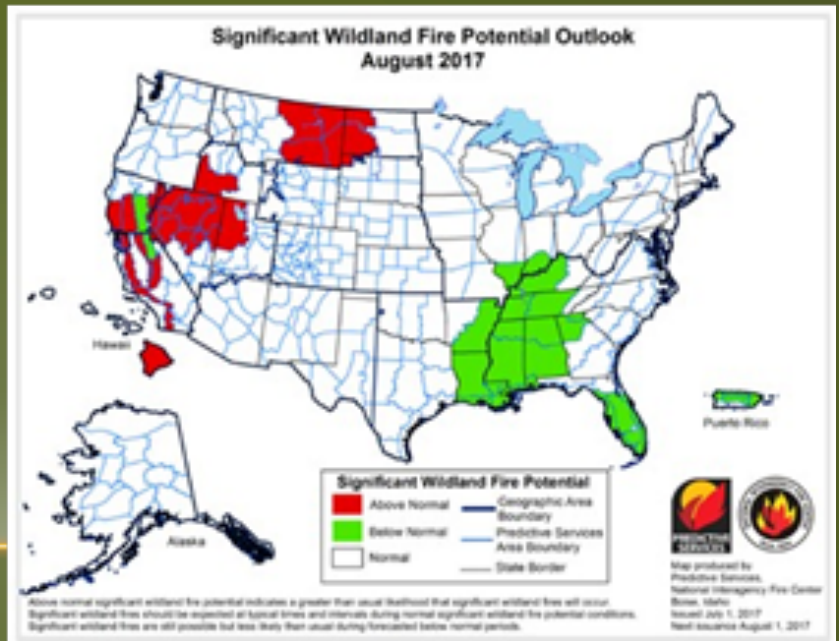 Significant Wildland Fire Potential Outlook
August 2017
Hawaii
Puerto Rico
Alaska
Significant Wildland Fire Potential
Above Normal
Below Normal
Normal
Geographic Area
Boundary
Predictive Services
Area Boundary
State Border
PREDICTIVE
SERVICES
Map produced by
Predictive Services,
National Interagency Fire Center
Boise, Idaho
Issued July 1, 2017
Next issuance August 1, 2017
Above normal significant wildland fire potential indicates a greater than usual likelihood that significant wildland fires will occur.
Significant wildland fires should be expected at typical times and intervals during normal significant wildland fire potential conditions.
Significant wildland fires are still possible but less likely than usual during forecasted below normal periods.